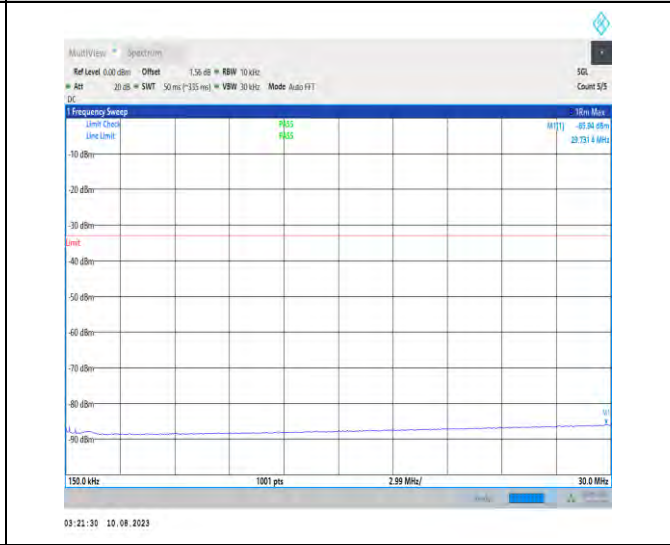 MultiView Spectrum
Ref Level 0.00 dBm Offset 1.56 dB RBW 10 kHz SGL
Att 20 dB SWT 50 ms (~335 ms) VBW 30 kHz Mode Auto FFT Count 5/5
DC
1 Frequency Sweep 1Rm Max
Limit Check PASS M1[1] -85.94 dBm
Line Limit PASS 29.731 4 MHz
-10 dBm
-20 dBm
-30 dBm
Limit
-40 dBm
-50 dBm
-60 dBm
-70 dBm
-80 dBm
M1
-90 dBm
150.0 kHz 1001 pts 2.99 MHz/ 30.0 MHz
03:21:30 10.08.2023